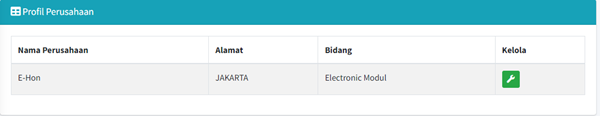 Profil Perusahaan
Nama Perusahaan Alamat Bidang Kelola
E-Hon JAKARTA Electronic Modul